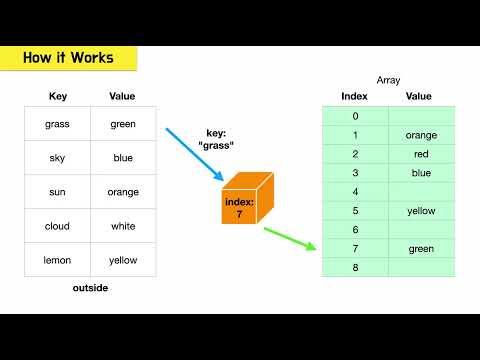 How it Works
Key Value
grass green
sky blue
sun orange
cloud white
lemon yellow
outside
key:
"grass"
index:
7
Array
Index Value
0
1 orange
2 red
3 blue
4
5 yellow
6
7 green
8